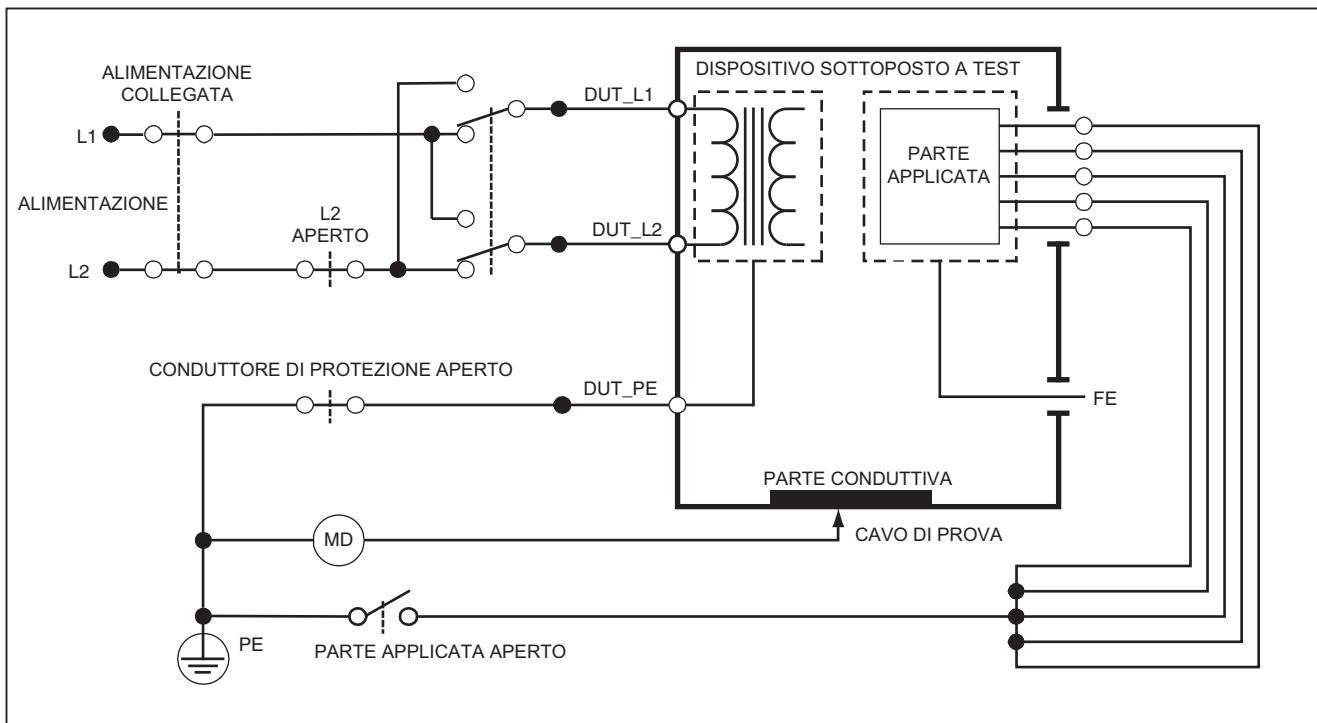 ALIMENTAZIONE
COLLEGATA
L1
ALIMENTAZIONE
L2
L2
APERTO
DUT_L1
DUT_L2
DISPOSITIVO SOTTOPOSTO A TEST
PARTE
APPLICATA
CONDUTTORE DI PROTEZIONE APERTO
DUT_PE
FE
PARTE CONDUTTIVA
MD
CAVO DI PROVA
PE
PARTE APPLICATA APERTO